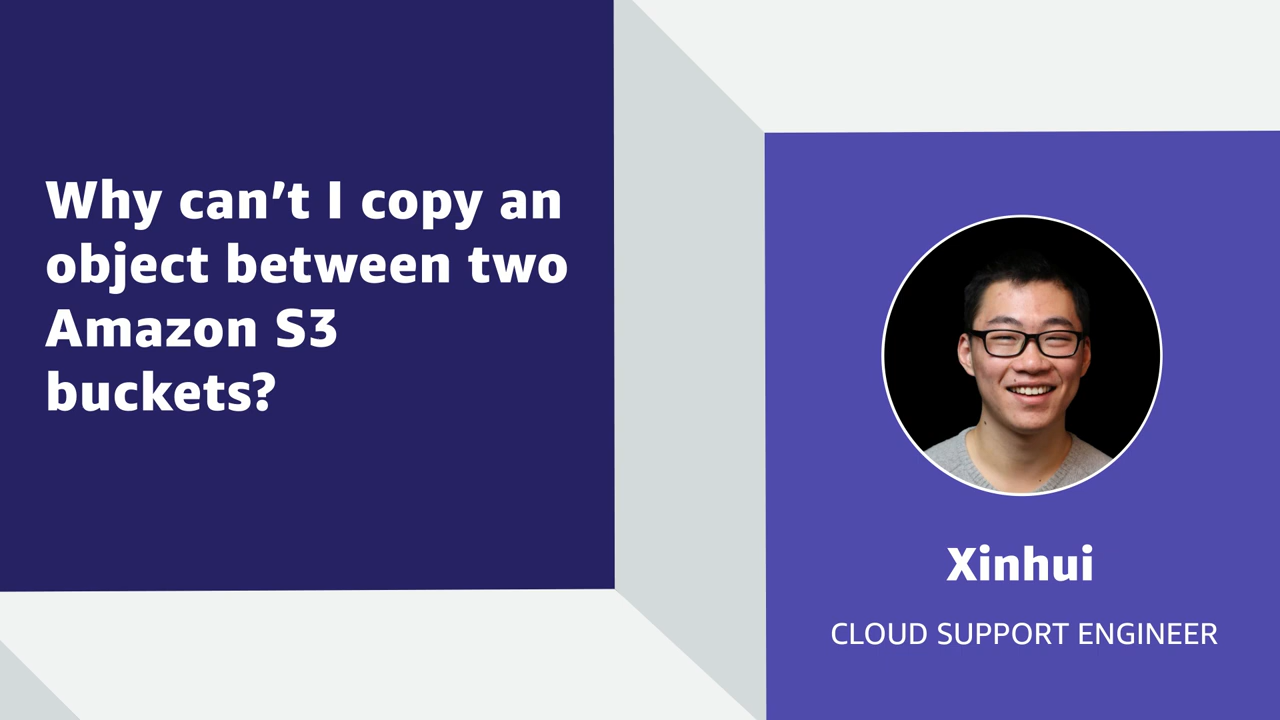 Why can’t I copy an
object between two
Amazon S3
buckets?
Xinhui
CLOUD SUPPORT ENGINEER